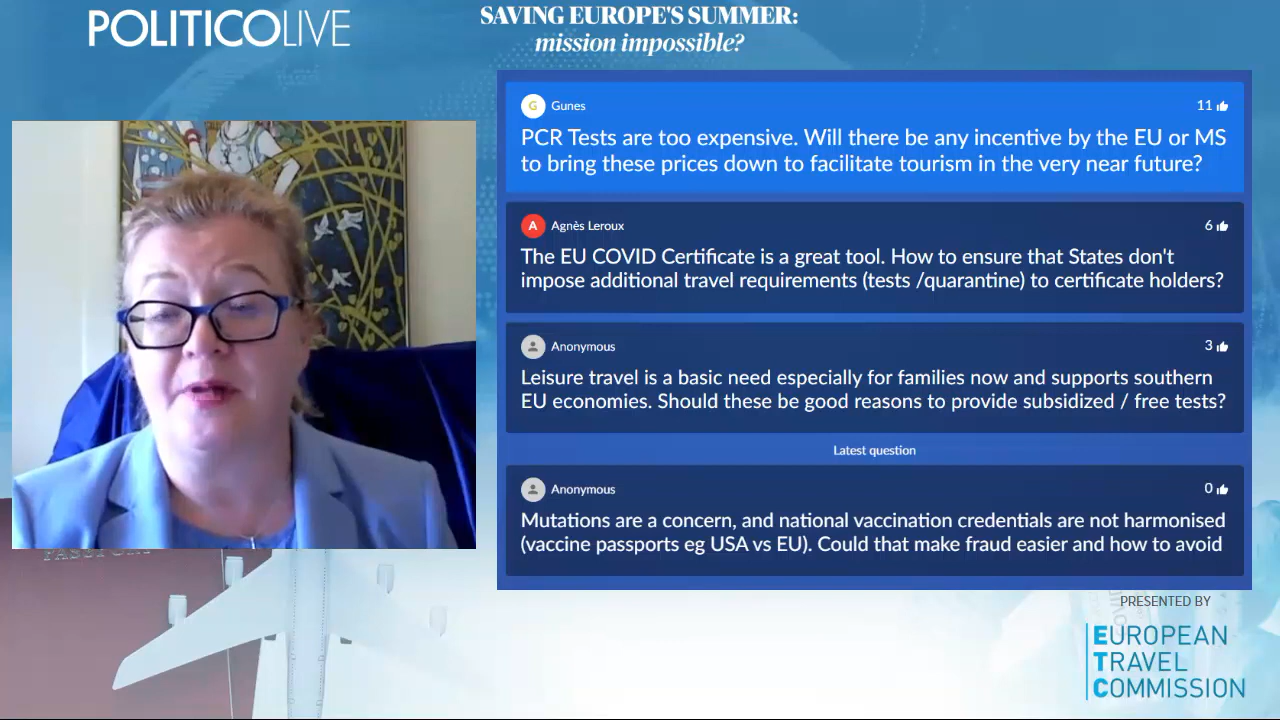 POLITICOLIVE
SAVING EUROPE'S SUMMER:
mission impossible?
G Gunes 11
PCR Tests are too expensive. Will there be any incentive by the EU or MS
to bring these prices down to facilitate tourism in the very near future?
A Agnès Leroux 6
The EU COVID Certificate is a great tool. How to ensure that States don't
impose additional travel requirements (tests /quarantine) to certificate holders?
Anonymous 3
Leisure travel is a basic need especially for families now and supports southern
EU economies. Should these be good reasons to provide subsidized / free tests?
Latest question
Anonymous 0
Mutations are a concern, and national vaccination credentials are not harmonised
(vaccine passports eg USA vs EU). Could that make fraud easier and how to avoid
PRESENTED BY
EUROPEAN
TRAVEL
COMMISSION